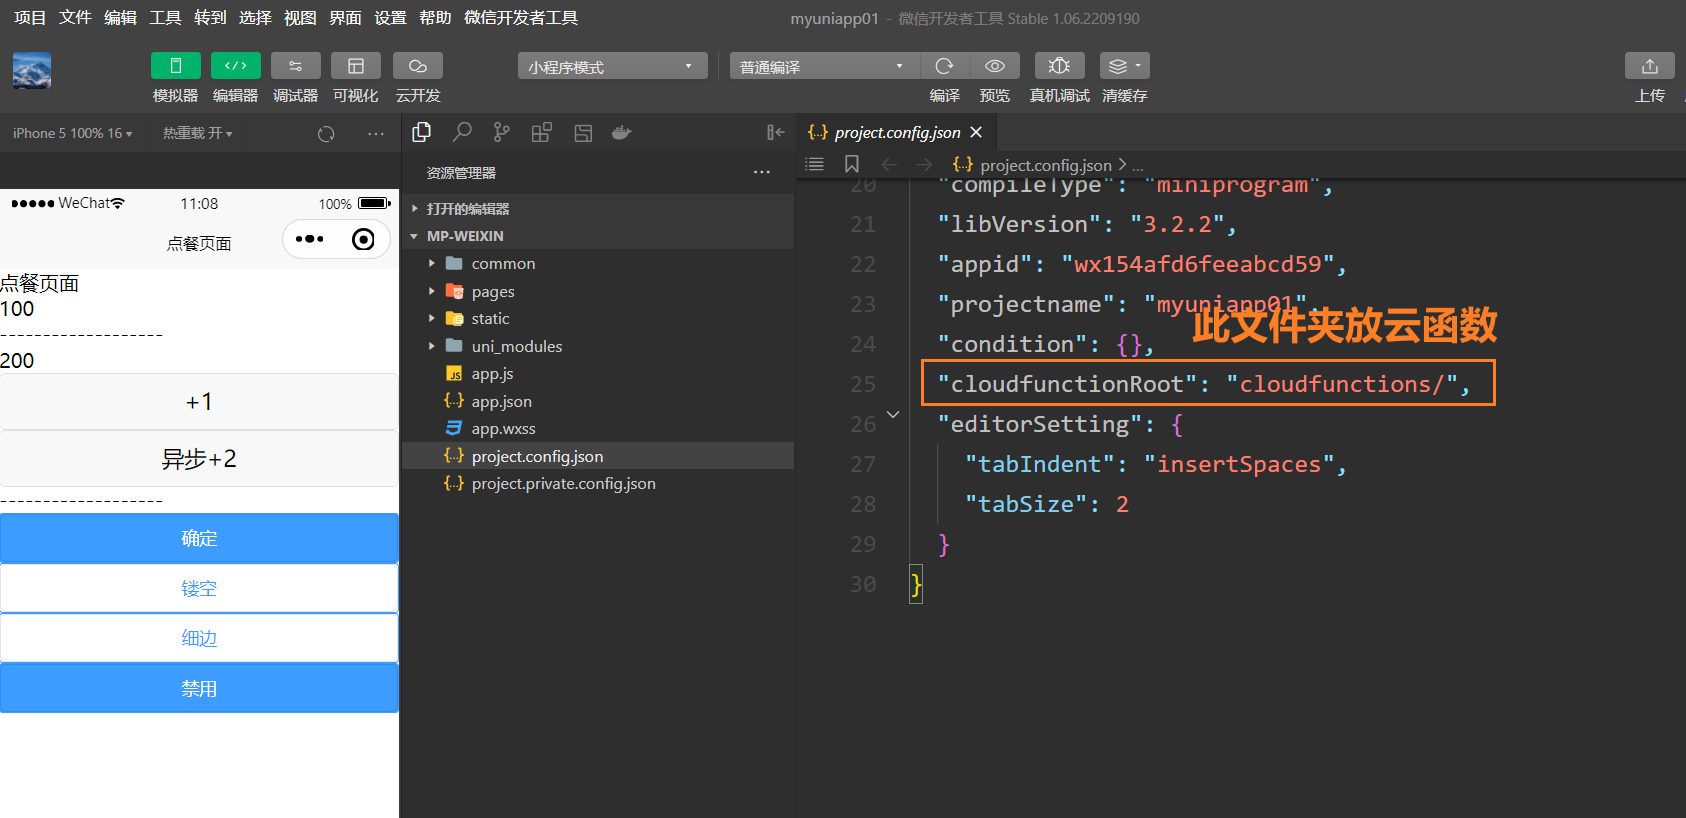 项目 文件 编辑 工具 转到 选择 视图 界面 设置 帮助 微信开发者工具
myuniapp01 - 微信开发者工具 Stable 1.06.2209190
小程序模式
普通编译
模拟器 编辑器 调试器 可视化 云开发
编译 预览 真机调试 清缓存
上传
iPhone 5 100% 16
热重载 开
WeChat
11:08
100%
点餐页面
点餐页面
100
-------------------
200
+1
异步+2
-------------------
确定
镂空
细边
禁用
资源管理器
打开的编辑器
MP-WEIXIN
common
pages
static
uni_modules
app.js
app.json
app.wxss
project.config.json
project.private.config.json
project.config.json
project.config.json > ...
20 "compileType": "miniprogram",
21 "libVersion": "3.2.2",
22 "appid": "wx154afd6feeabcd59",
23 "projectname": "myuniapp01",
此文件夹放云函数
24 "condition": {},
25 "cloudfunctionRoot": "cloudfunctions/",
26 "editorSetting": {
27 "tabIndent": "insertSpaces",
28 "tabSize": 2
29 }
30 }